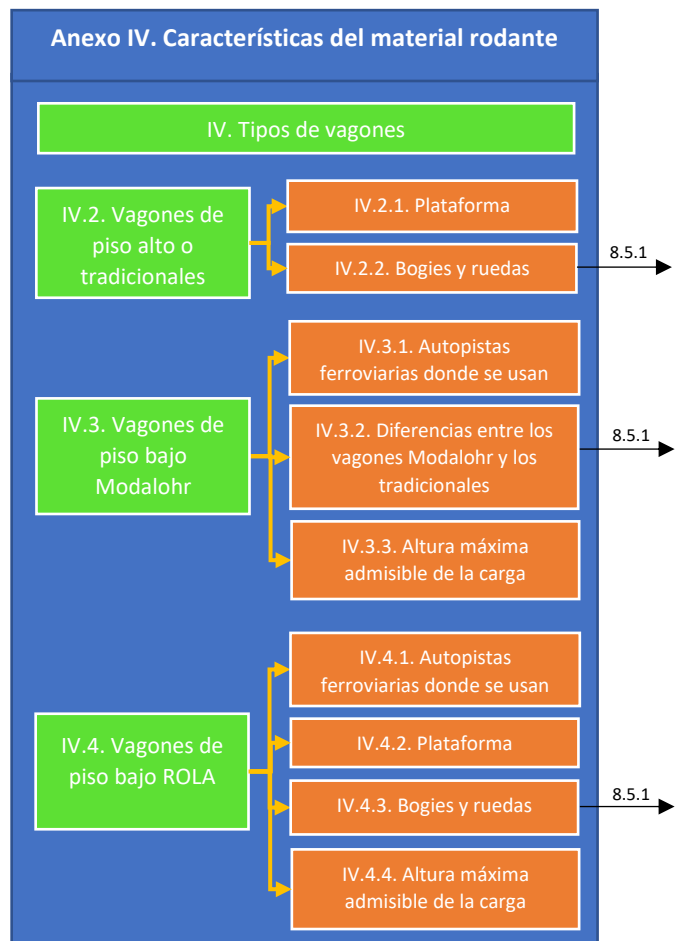 Anexo IV. Características del material rodante
IV. Tipos de vagones
IV.2. Vagones de
piso alto o
tradicionales
IV.2.1. Plataforma
IV.2.2. Bogies y ruedas
8.5.1
IV.3. Vagones de
piso bajo
Modalohr
IV.3.1. Autopistas
ferroviarias donde se usan
IV.3.2. Diferencias entre los
vagones Modalohr y los
tradicionales
8.5.1
IV.3.3. Altura máxima
admisible de la carga
IV.4. Vagones de
piso bajo ROLA
IV.4.1. Autopistas
ferroviarias donde se usan
IV.4.2. Plataforma
IV.4.3. Bogies y ruedas
8.5.1
IV.4.4. Altura máxima
admisible de la carga